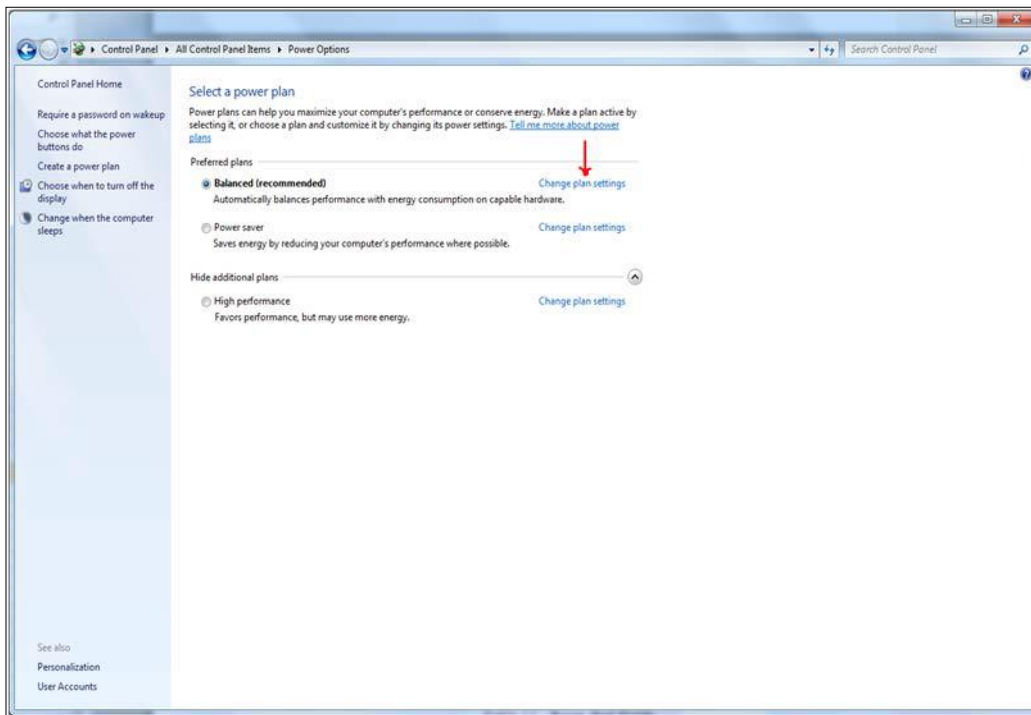 Control Panel
All Control Panel Items
Power Options
Search Control Panel
Control Panel Home
Require a password on wakeup
Choose what the power
buttons do
Create a power plan
Choose when to turn off the
display
Change when the computer
sleeps
See also
Personalization
User Accounts
Select a power plan
Power plans can help you maximize your computer's performance or conserve energy. Make a plan active by
selecting it, or choose a plan and customize it by changing its power settings. Tell me more about power
plans
Preferred plans
Balanced (recommended) Change plan settings
Automatically balances performance with energy consumption on capable hardware.
Power saver Change plan settings
Saves energy by reducing your computer's performance where possible.
Hide additional plans
High performance Change plan settings
Favors performance, but may use more energy.